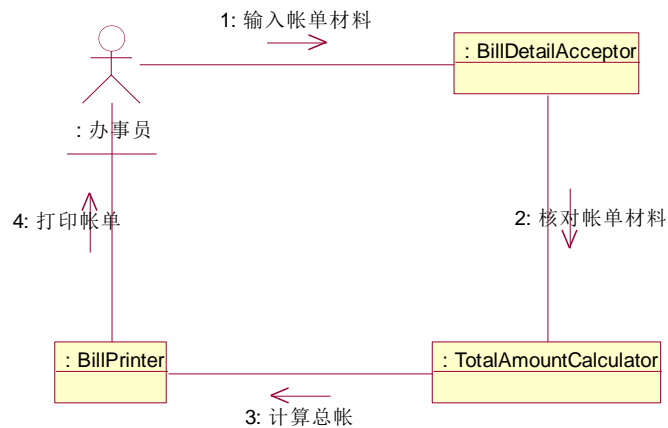 1: 输入帐单材料
: BillDetailAcceptor
: 办事员
4: 打印帐单
2: 核对帐单材料
: BillPrinter
: TotalAmountCalculator
3: 计算总帐